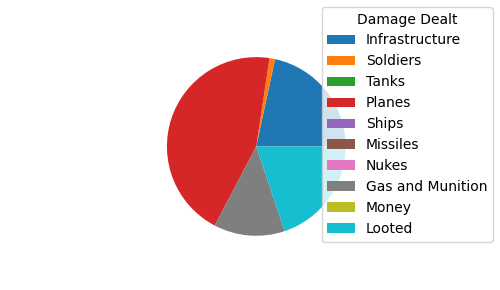 Damage Dealt
Infrastructure
Soldiers
Tanks
Planes
Ships
Missiles
Nukes
Gas and Munition
Money
Looted